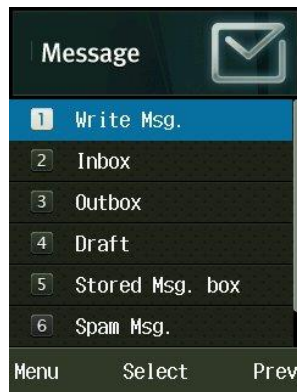 Message
1 Write Msg.
2 Inbox
3 Outbox
4 Draft
5 Stored Msg. box
6 Spam Msg.
Menu Select Prev